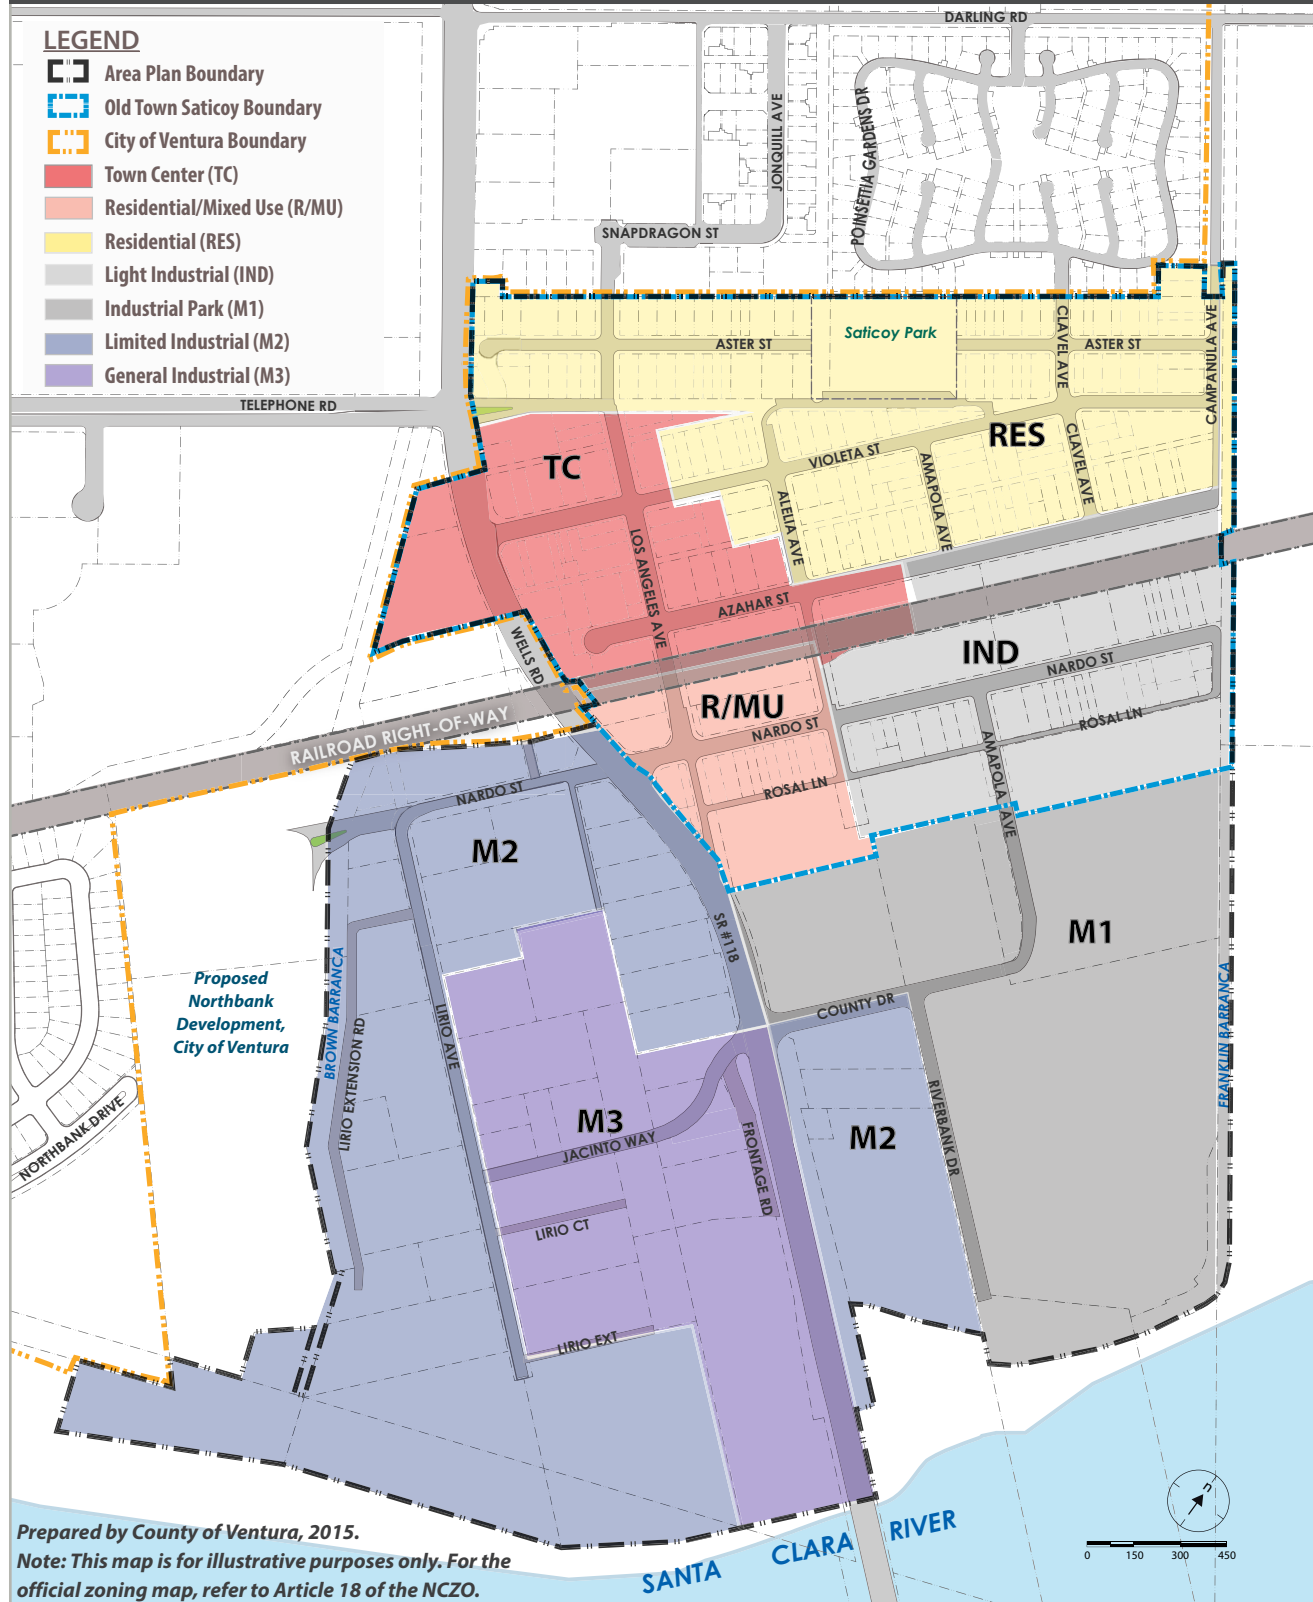 LEGEND
Area Plan Boundary
Old Town Saticoy Boundary
City of Ventura Boundary
Town Center (TC)
Residential/Mixed Use (R/MU)
Residential (RES)
Light Industrial (IND)
Industrial Park (M1)
Limited Industrial (M2)
General Industrial (M3)
DARLING RD
JONQUILL AVE
POINSEITIA GARDENS DR
SNAPDRAGON ST
CLAVEL AVE
CAMPANULA AVE
Saticoy Park
ASTER ST
ASTER ST
TELEPHONE RD
RES
TC
VIOLETA ST
AMAPOLA AVE
CLAVEL AVE
ALELIA AVE
LOS ANGELES AVE
AZAHAR ST
WELLS RD
IND
NARDO ST
R/MU
RAILROAD RIGHT-OF-WAY
NARDO ST
ROSAL LN
AMAPOLA AVE
ROSAL LN
NARDO ST
M2
SR #118
M1
Proposed
Northbank
Development,
City of Ventura
BROWN BARRANCA
LIRIO EXTENSION RD
LIRIO AVE
COUNTY DR
FRANKLIN BARRANCA
NORTHBANK DRIVE
M3
JACINTO WAY
FRONTAGE RD
M2
RIVERBANK DR
LIRIO CT
LIRIO EXT
n
SANTA CLARA RIVER
0 150 300 450
Prepared by County of Ventura, 2015.
Note: This map is for illustrative purposes only. For the
official zoning map, refer to Article 18 of the NCZO.